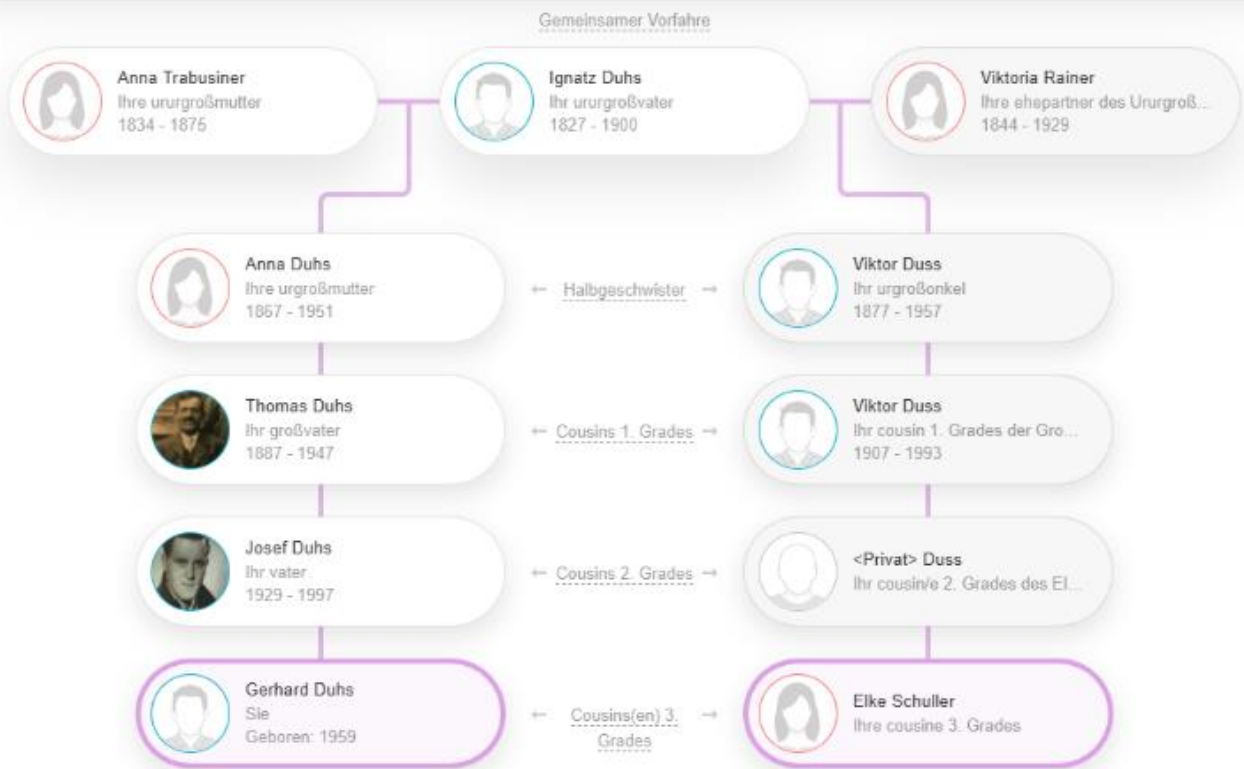 Gemeinsamer Vorfahre
Anna Trabusiner
Ihre ururgroßmutter
1834 - 1875
Ignatz Duhs
Ihr ururgroßvater
1827 - 1900
Viktoria Rainer
Ihre ehepartner des Ururgroß...
1844 - 1929
Anna Duhs
Ihre urgroßmutter
1867 - 1951
← Halbgeschwister →
Viktor Duss
Ihr urgroßonkel
1877 - 1957
Thomas Duhs
Ihr großvater
1887 - 1947
← Cousins 1. Grades →
Viktor Duss
Ihr cousin 1. Grades der Gro...
1907 - 1993
Josef Duhs
Ihr vater
1929 - 1997
← Cousins 2. Grades →
<Privat> Duss
Ihr cousin/e 2. Grades des El...
Gerhard Duhs
Sie
Geboren: 1959
← Cousins(en) 3. →
Grades
Elke Schuller
Ihre cousine 3. Grades